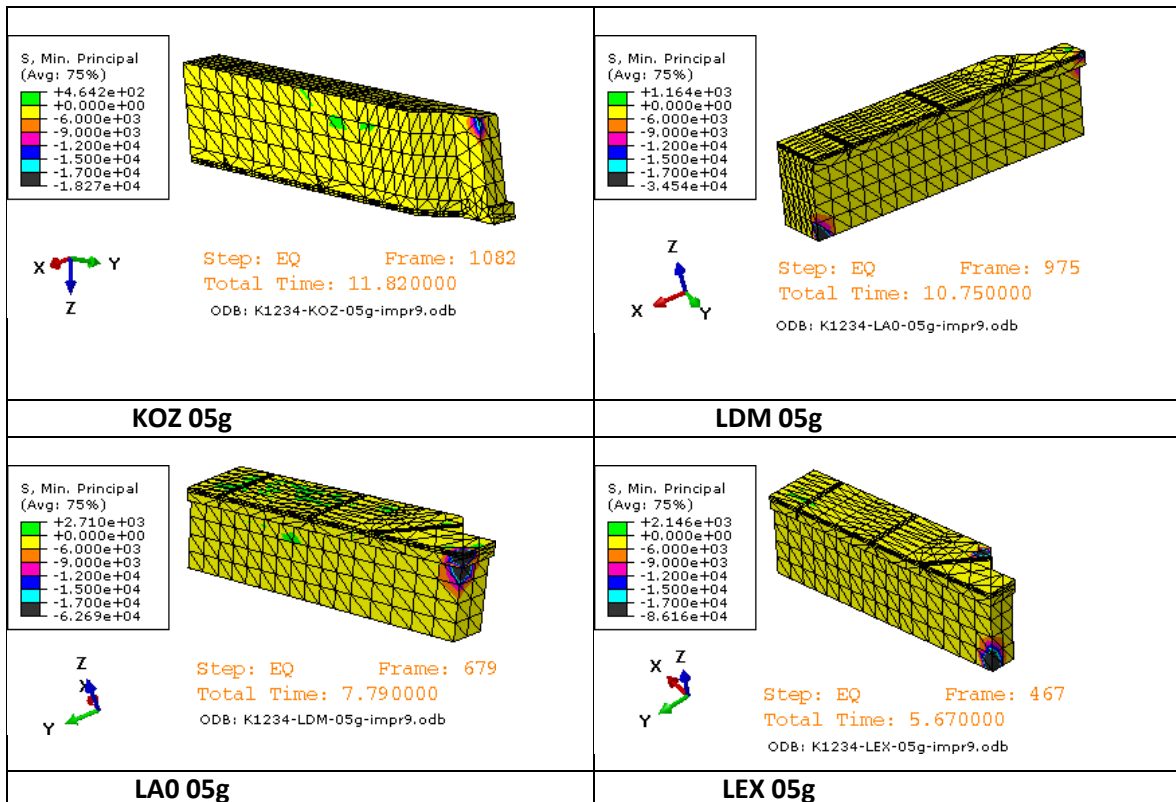 S, Min. Principal
(Avg: 75%)
+4.642e+02
+0.000e+00
-6.000e+03
-9.000e+03
-1.200e+04
-1.500e+04
-1.700e+04
-1.827e+04
X
Y
Z
Step: EQ Frame: 1082
Total Time: 11.820000
ODB: K1234-KOZ-05g-impr9.odb
S, Min. Principal
(Avg: 75%)
+1.164e+03
+0.000e+00
-6.000e+03
-9.000e+03
-1.200e+04
-1.500e+04
-1.700e+04
-3.454e+04
Z
X
Y
Step: EQ Frame: 975
Total Time: 10.750000
ODB: K1234-LA0-05g-impr9.odb
KOZ 05g
LDM 05g
S, Min. Principal
(Avg: 75%)
+2.710e+03
+0.000e+00
-6.000e+03
-9.000e+03
-1.200e+04
-1.500e+04
-1.700e+04
-6.269e+04
Z
X
Y
Step: EQ Frame: 679
Total Time: 7.790000
ODB: K1234-LDM-05g-impr9.odb
S, Min. Principal
(Avg: 75%)
+2.146e+03
+0.000e+00
-6.000e+03
-9.000e+03
-1.200e+04
-1.500e+04
-1.700e+04
-8.616e+04
X
Z
Y
Step: EQ Frame: 467
Total Time: 5.670000
ODB: K1234-LEX-05g-impr9.odb
LA0 05g
LEX 05g